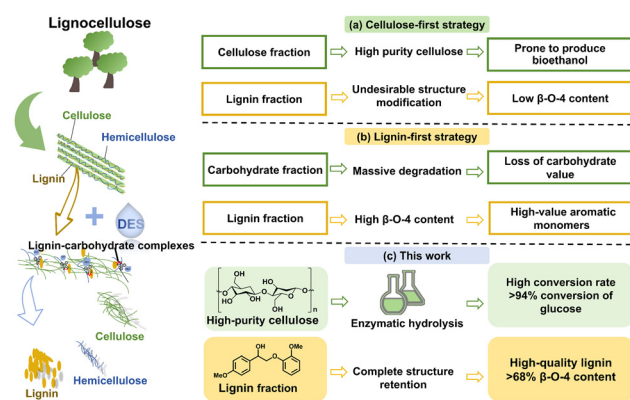 Lignocellulose
Cellulose
Hemicellulose
Lignin
DES
Lignin-carbohydrate complexes
Cellulose
Lignin
Hemicellulose
(a) Cellulose-first strategy
Cellulose fraction
High purity cellulose
Prone to produce
bioethanol
Lignin fraction
Undesirable structure
modification
Low β-O-4 content
(b) Lignin-first strategy
Carbohydrate fraction
Massive degradation
Loss of carbohydrate
value
Lignin fraction
High β-O-4 content
High-value aromatic
monomers
(c) This work
OH
HO
O
OH
O
HO
OH
O
OH
O
n
High-purity cellulose
Enzymatic hydrolysis
High conversion rate
>94% conversion of
glucose
OH
OMe
O
MeO
Lignin fraction
Complete structure
retention
High-quality lignin
>68% β-O-4 content